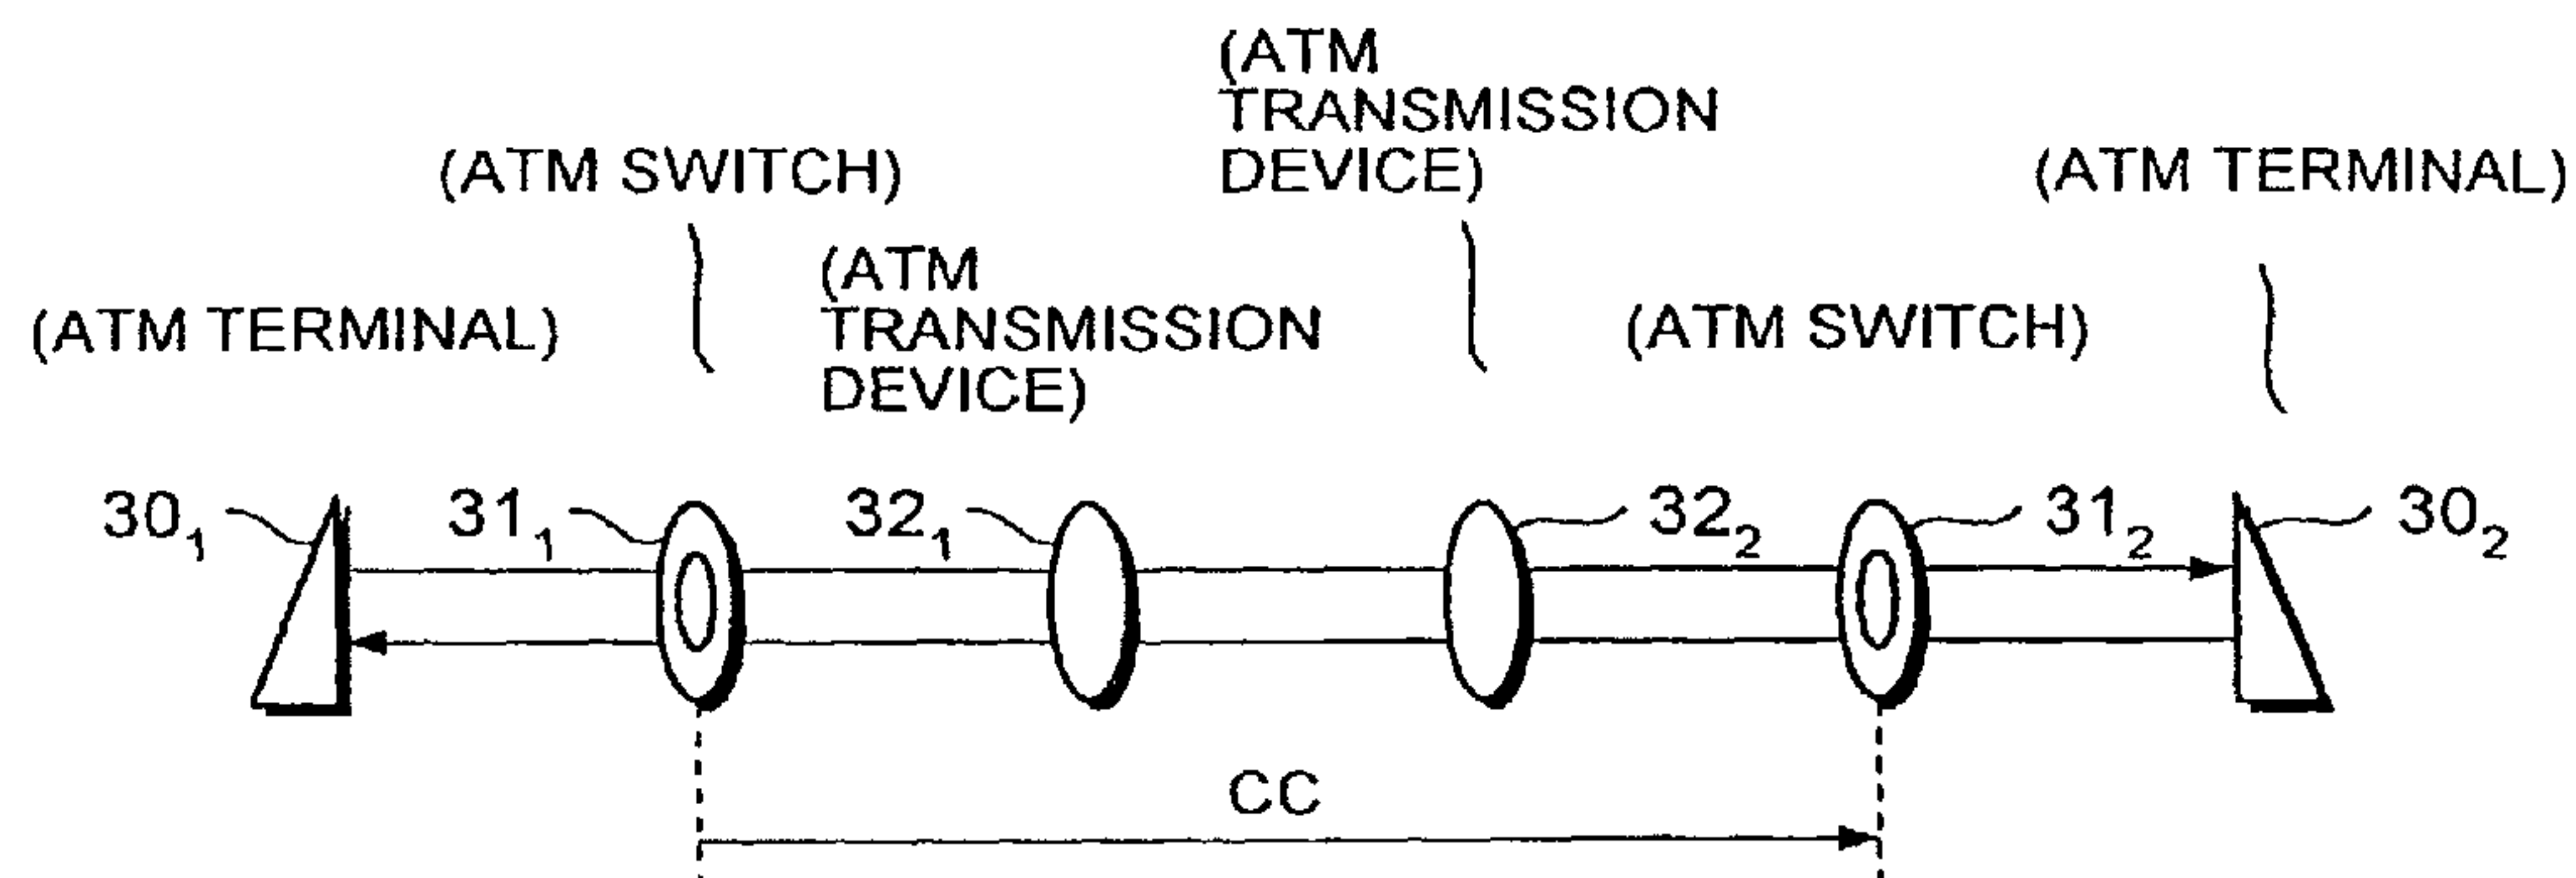 (ATM
TRANSMISSION
DEVICE)
(ATM SWITCH)
(ATM TERMINAL)
(ATM
TRANSMISSION
DEVICE)
(ATM TERMINAL)
(ATM SWITCH)
30₁
31₁
32₁
32₂
31₂
30₂
CC